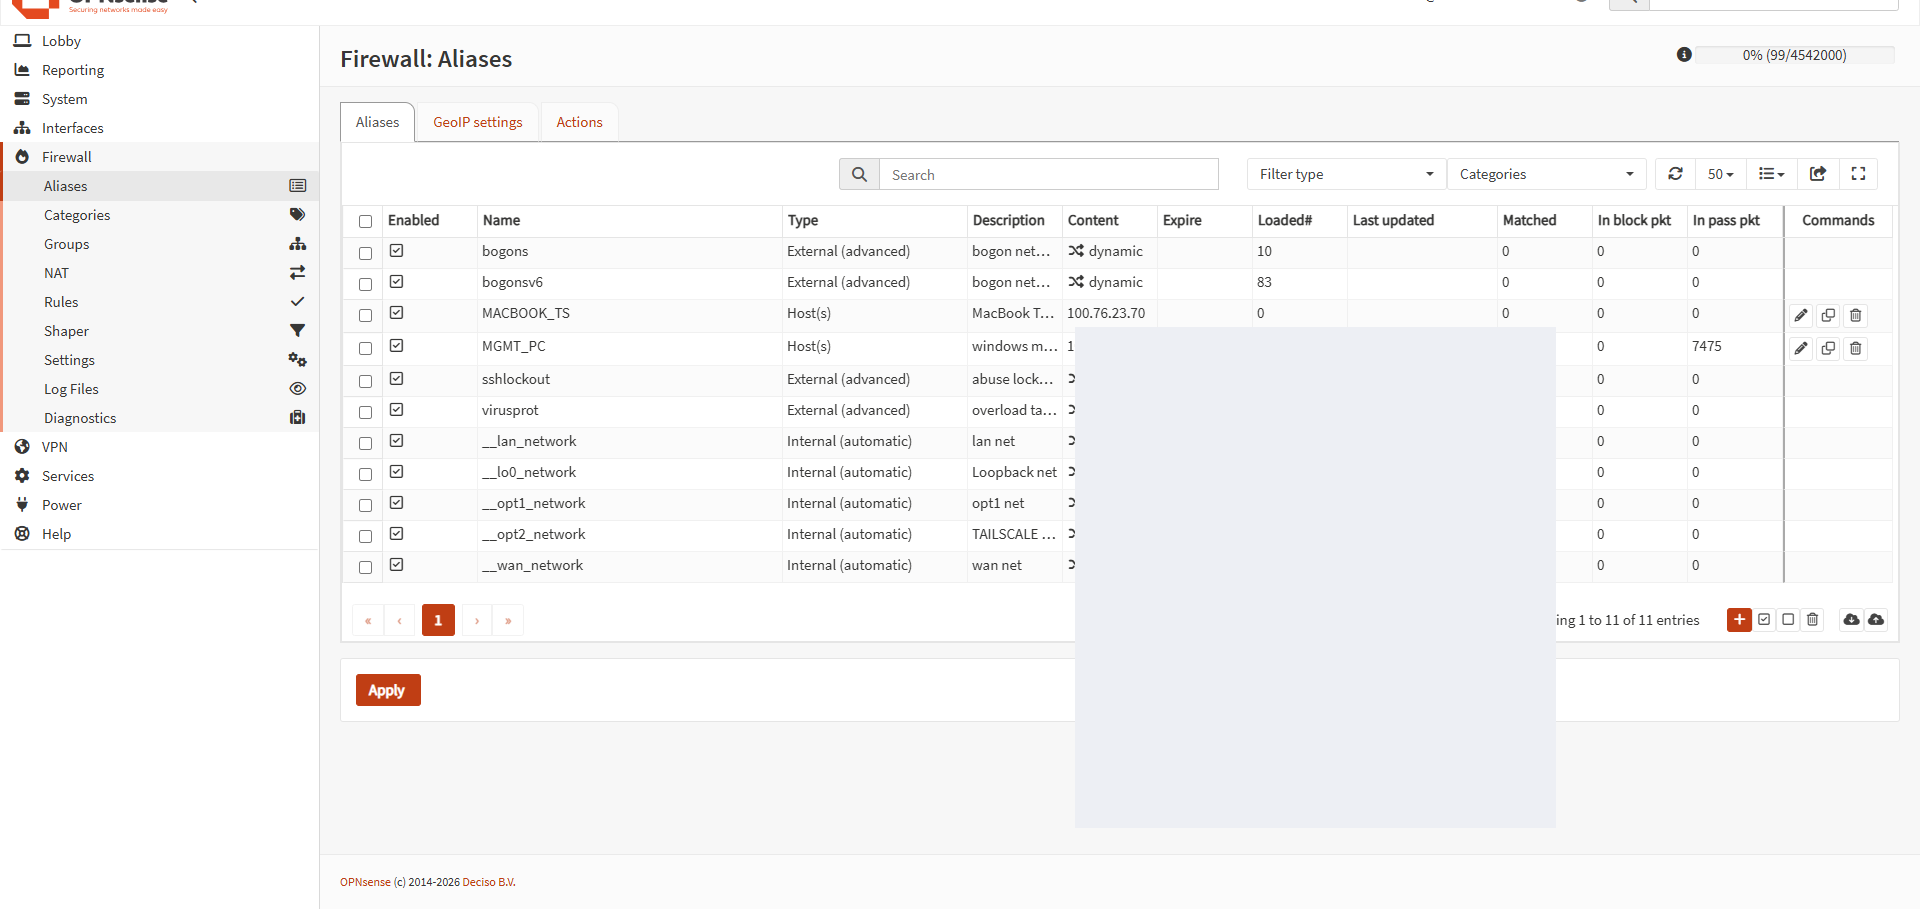 OPNsense
Securing networks made easy
Lobby
Reporting
System
Interfaces
Firewall
Aliases
Categories
Groups
NAT
Rules
Shaper
Settings
Log Files
Diagnostics
VPN
Services
Power
Help
Firewall: Aliases
0% (99/4542000)
Aliases GeoIP settings Actions
Search Filter type Categories 50
Enabled Name Type Description Content Expire Loaded# Last updated Matched In block pkt In pass pkt Commands
bogons External (advanced) bogon net... dynamic 10 0 0 0
bogonsv6 External (advanced) bogon net... dynamic 83 0 0 0
MACBOOK_TS Host(s) MacBook T... 100.76.23.70 0 0 0 0
MGMT_PC Host(s) windows m... 1 0 7475
sshlockout External (advanced) abuse lock... 0 0
virusprot External (advanced) overload ta... 0 0
__lan_network Internal (automatic) lan net 0 0
__lo0_network Internal (automatic) Loopback net 0 0
__opt1_network Internal (automatic) opt1 net 0 0
__opt2_network Internal (automatic) TAILSCALE ... 0 0
__wan_network Internal (automatic) wan net 0 0
« ‹ 1 › » ing 1 to 11 of 11 entries
Apply
OPNsense (c) 2014-2026 Deciso B.V.